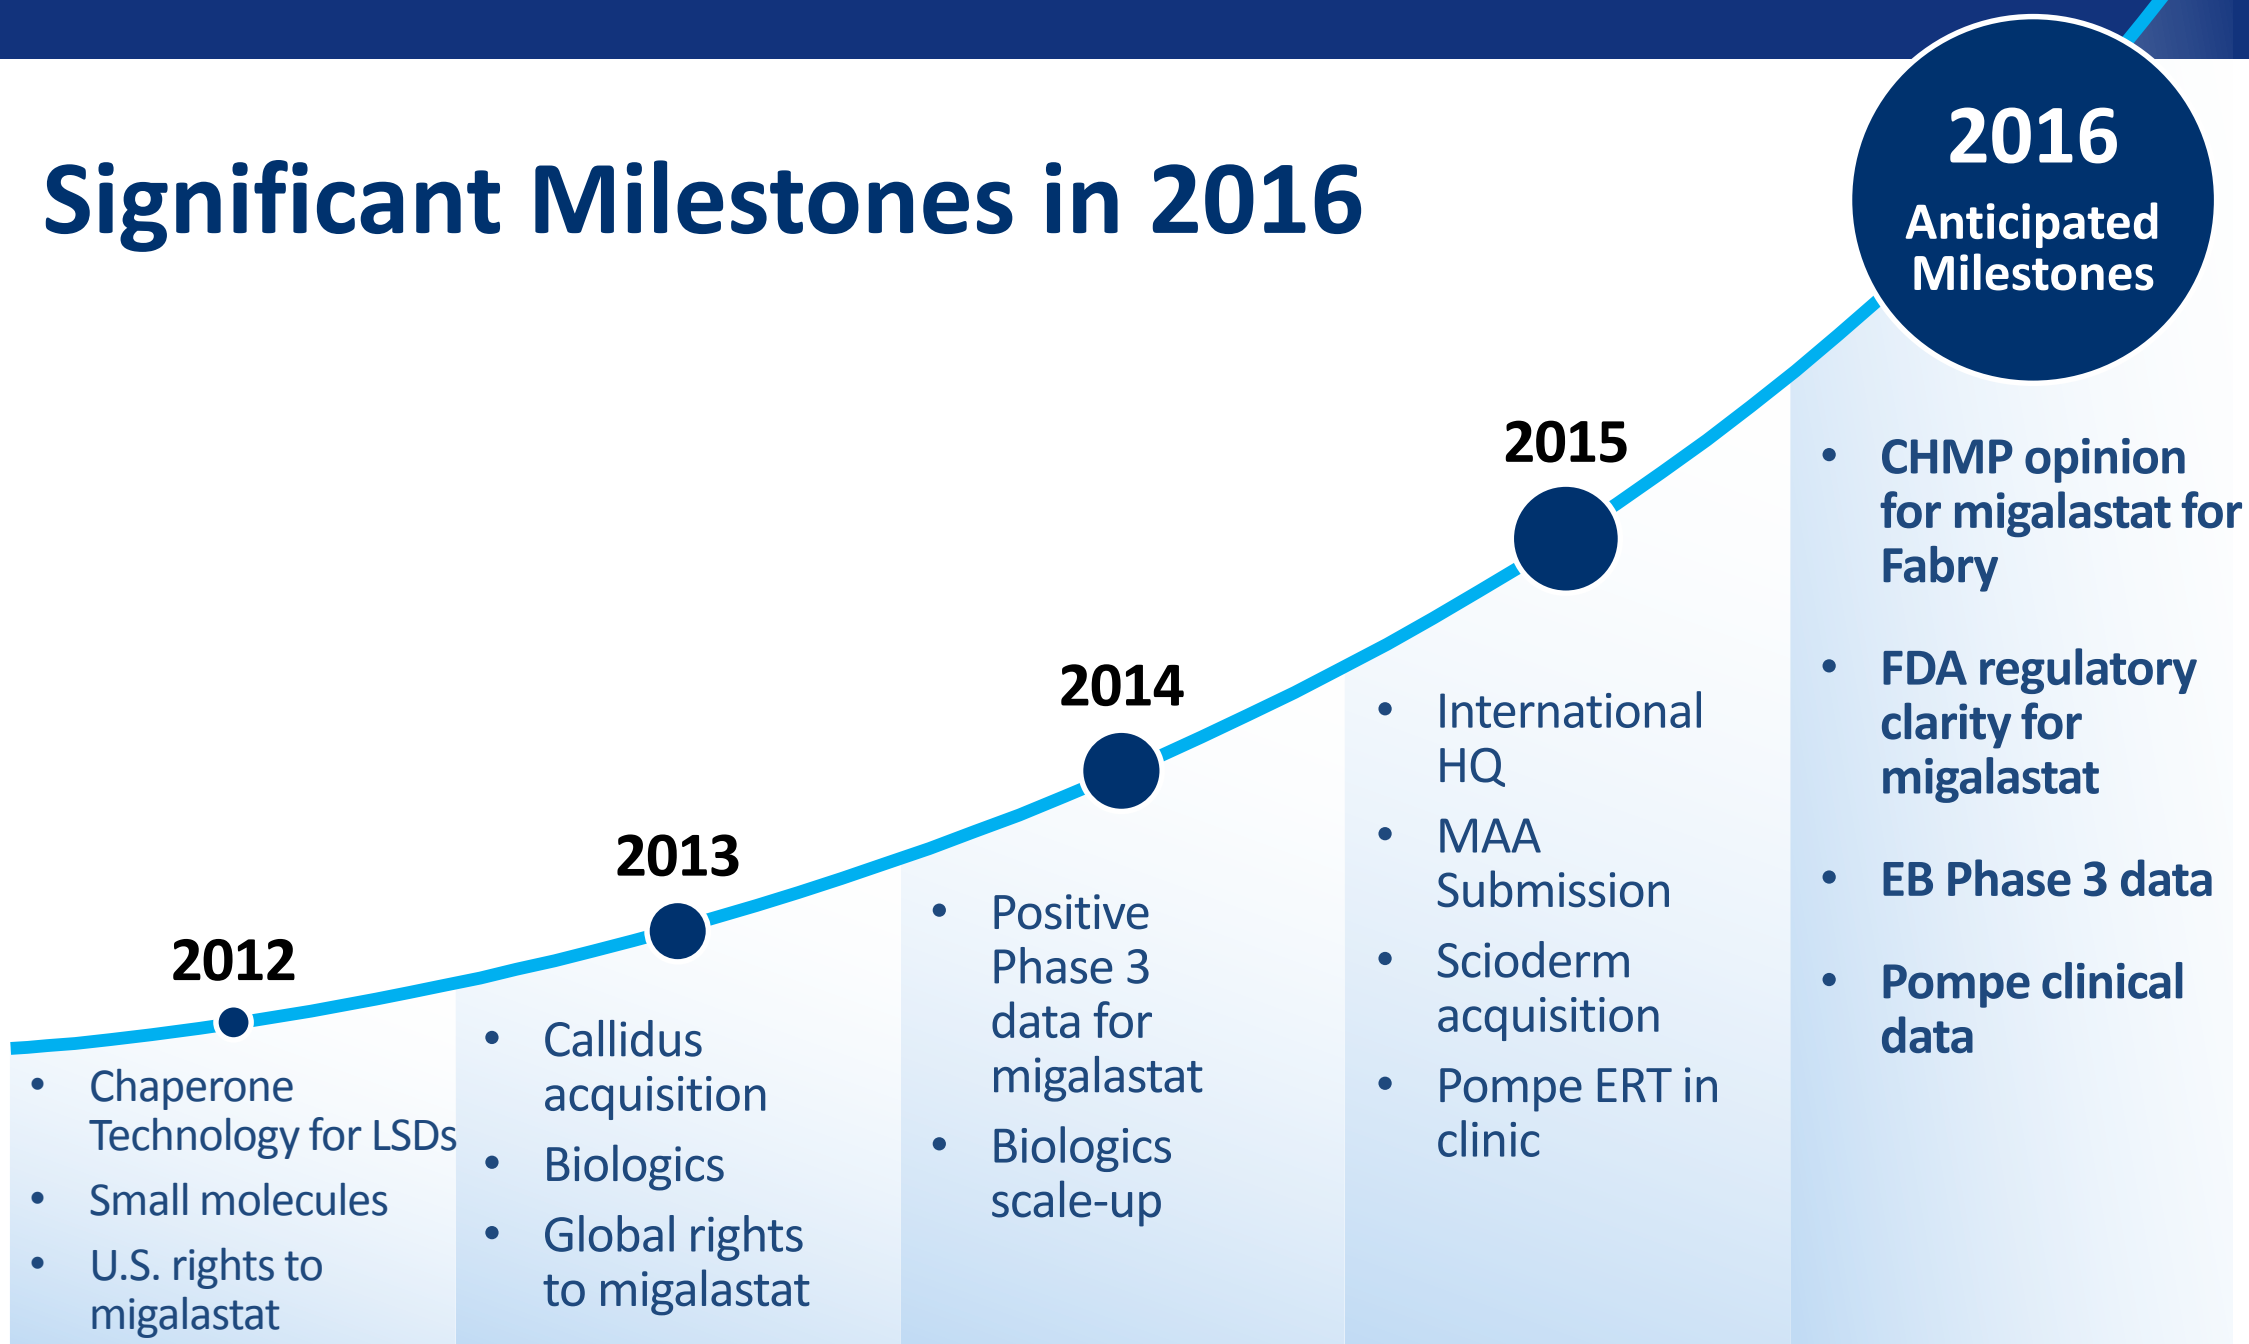 Significant Milestones in 2016
2016
Anticipated
Milestones
2012
• Chaperone
Technology for LSDs
• Small molecules
• U.S. rights to
migalastat
2013
• Callidus
acquisition
• Biologics
• Global rights
to migalastat
2014
• Positive
Phase 3
data for
migalastat
• Biologics
scale-up
2015
• International
HQ
• MAA
Submission
• Scioderm
acquisition
• Pompe ERT in
clinic
• CHMP opinion
for migalastat for
Fabry
• FDA regulatory
clarity for
migalastat
• EB Phase 3 data
• Pompe clinical
data